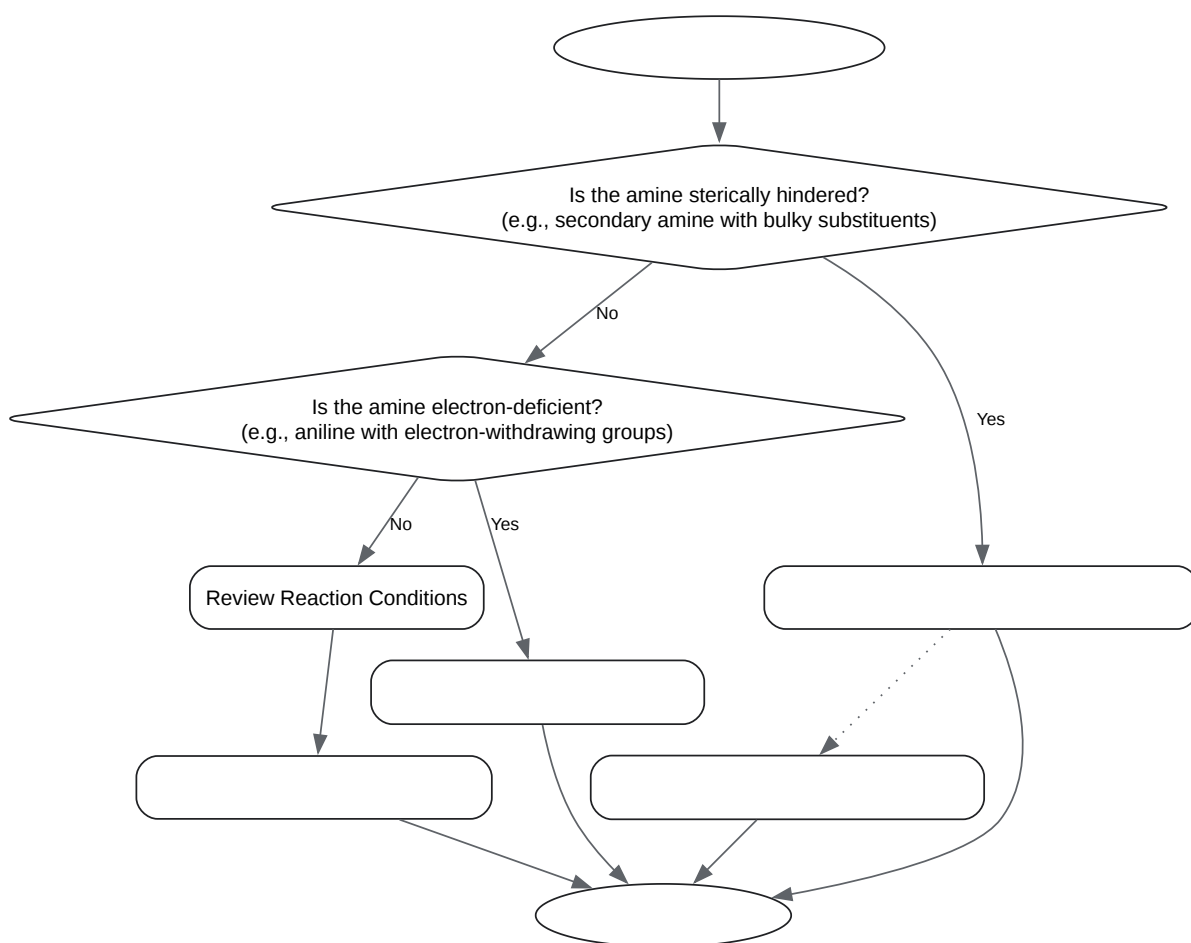 Is the amine sterically hindered?
(e.g., secondary amine with bulky substituents)
No
Is the amine electron-deficient?
(e.g., aniline with electron-withdrawing groups)
Yes
No
Yes
Review Reaction Conditions